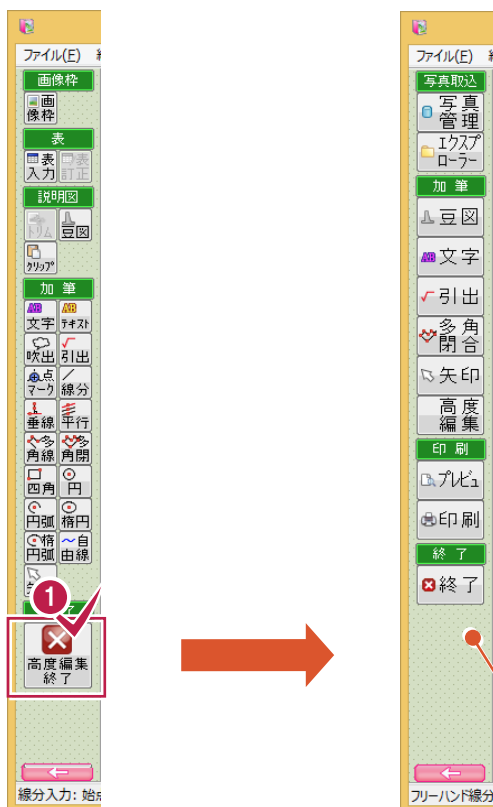 ファイル(F)
画像枠
画像枠
表
表入力
表訂正
説明図
トリム
豆図
クリップ
加 筆
文字
テキスト
吹出
引出
点マーク
線分
垂線
平行
多角線
多角閉
四角
円
円弧
楕円
楕円弧
自由線
1
高度編集
終了
線分入力: 始点
ファイル(F)
写真取込
写真
管理
エクスプ
ローラー
加 筆
豆図
文字
引出
多角
閉合
矢印
高度
編集
印 刷
プレビュ
印刷
終 了
終了
フリーハンド線分